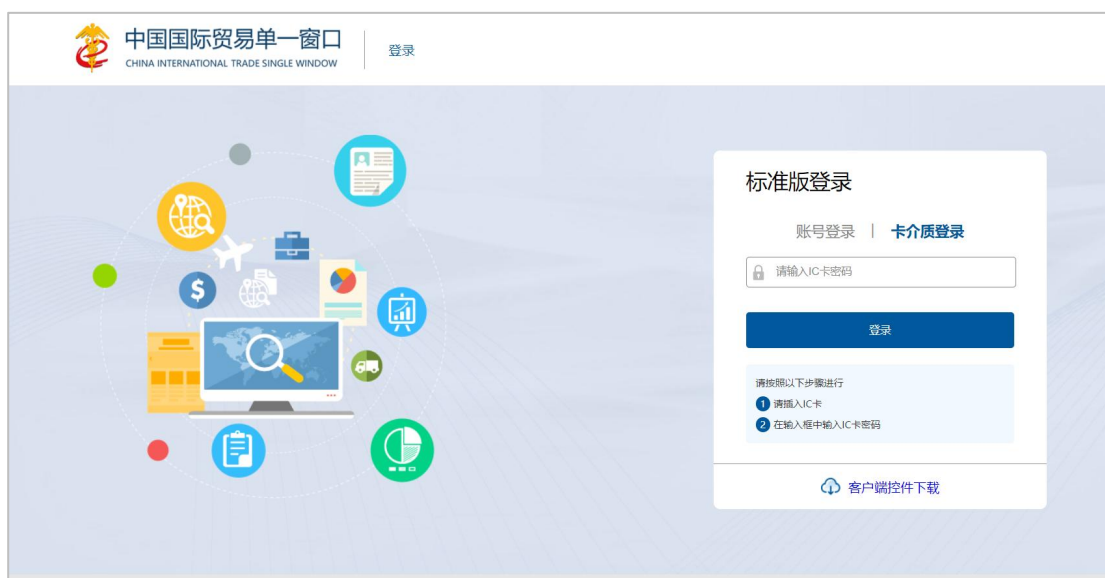 中国国际贸易单一窗口
CHINA INTERNATIONAL TRADE SINGLE WINDOW
登录
标准版登录
账号登录 | 卡介质登录
请输入IC卡密码
登录
请按照以下步骤进行
1 请插入IC卡
2 在输入框中输入IC卡密码
客户端控件下载
$